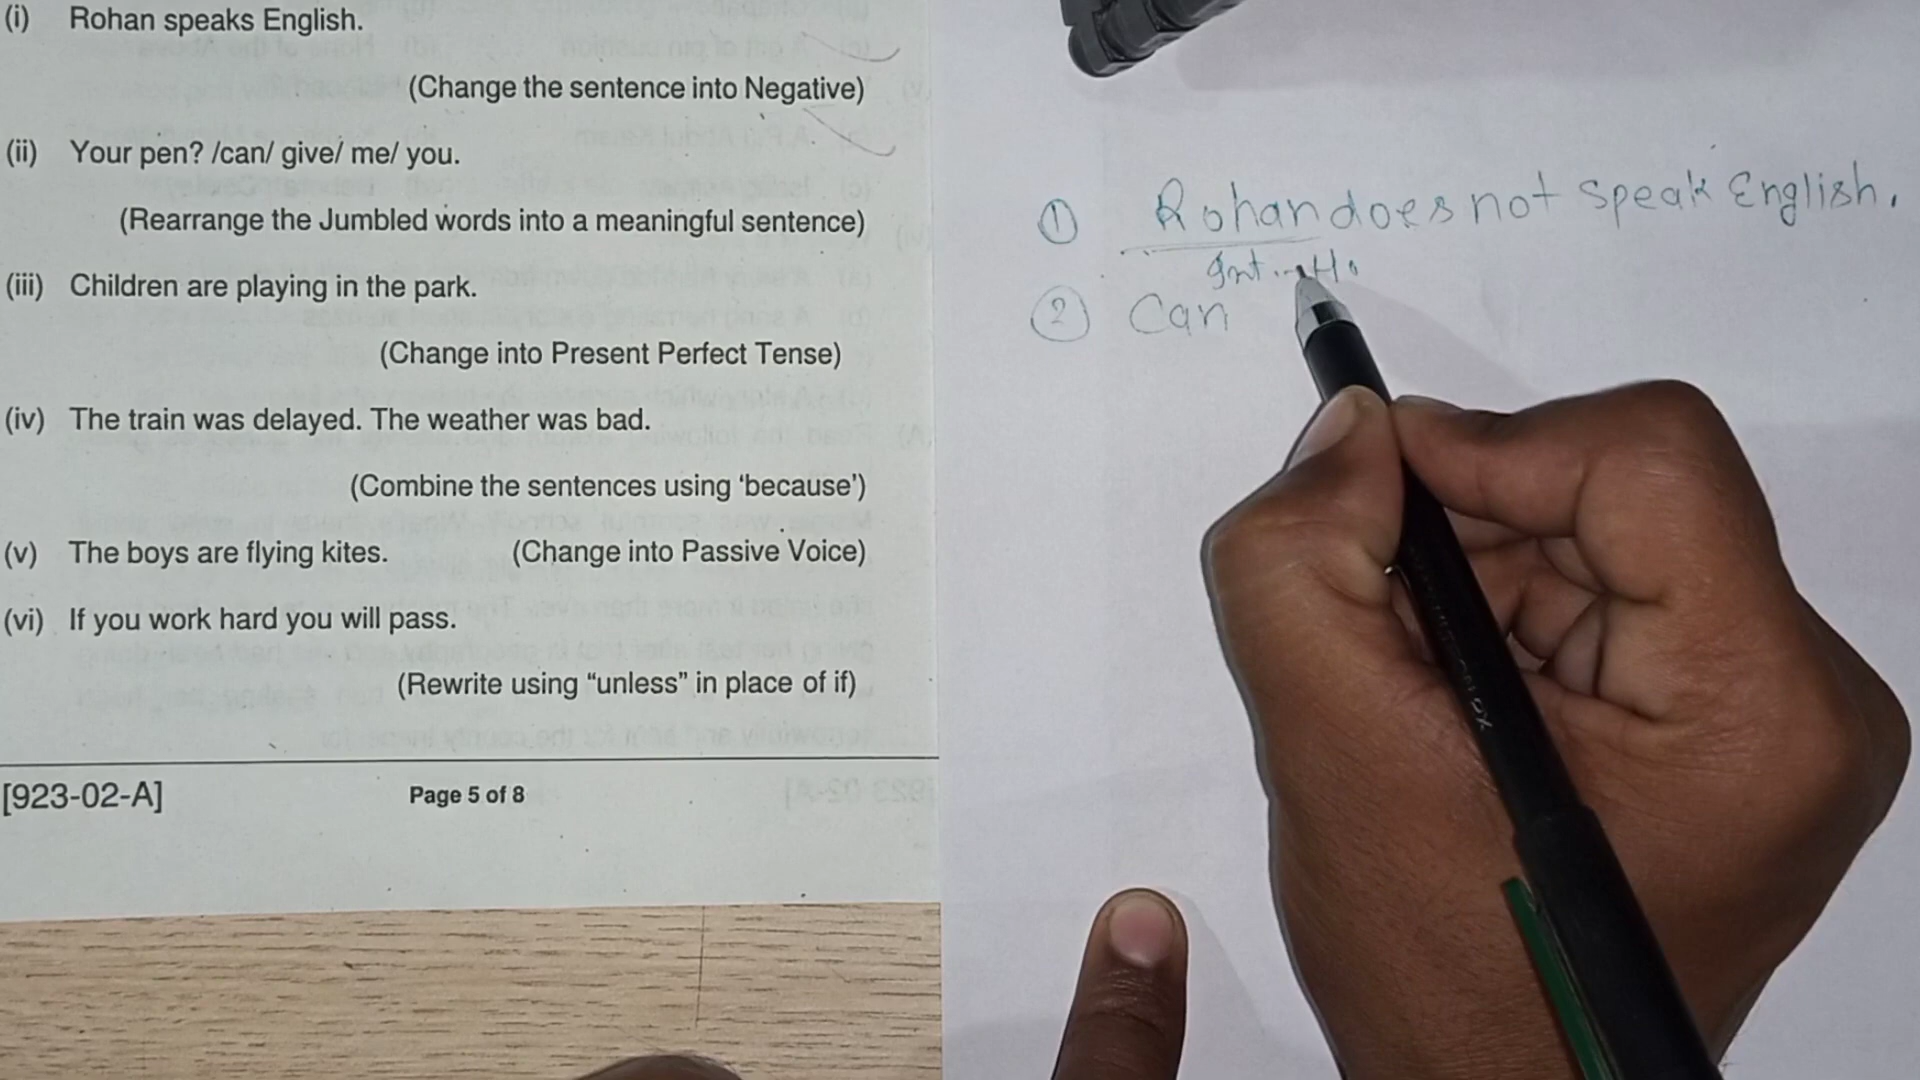 (i) Rohan speaks English.
(Change the sentence into Negative)
(ii) Your pen? /can/ give/ me/ you.
(Rearrange the Jumbled words into a meaningful sentence)
(iii) Children are playing in the park.
(Change into Present Perfect Tense)
(iv) The train was delayed. The weather was bad.
(Combine the sentences using ‘because’)
(v) The boys are flying kites. (Change into Passive Voice)
(vi) If you work hard you will pass.
(Rewrite using “unless” in place of if)
[923-02-A] Page 5 of 8
① Rohan does not speak English.
② Can